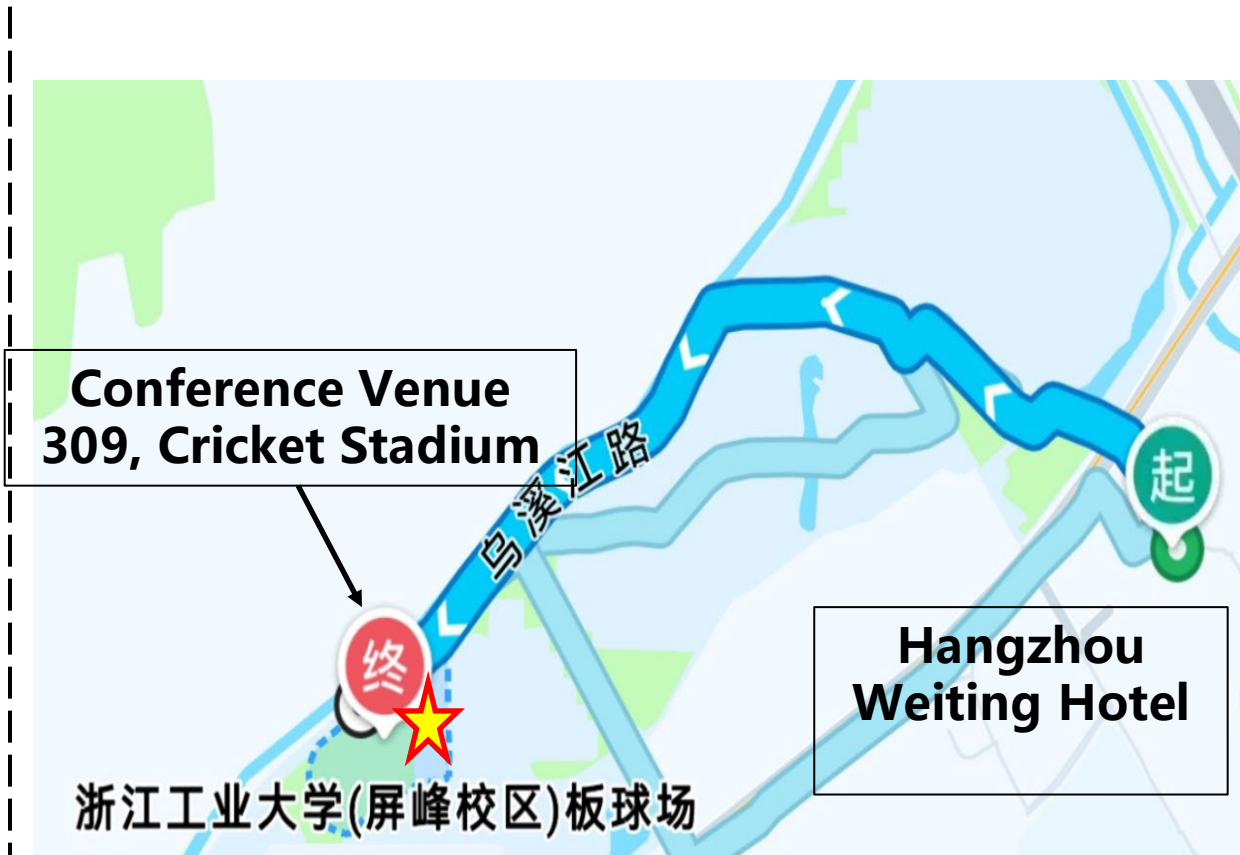 Conference Venue
309, Cricket Stadium
乌溪江路
起
终
Hangzhou
Weiting Hotel
浙江工业大学(屏峰校区)板球场